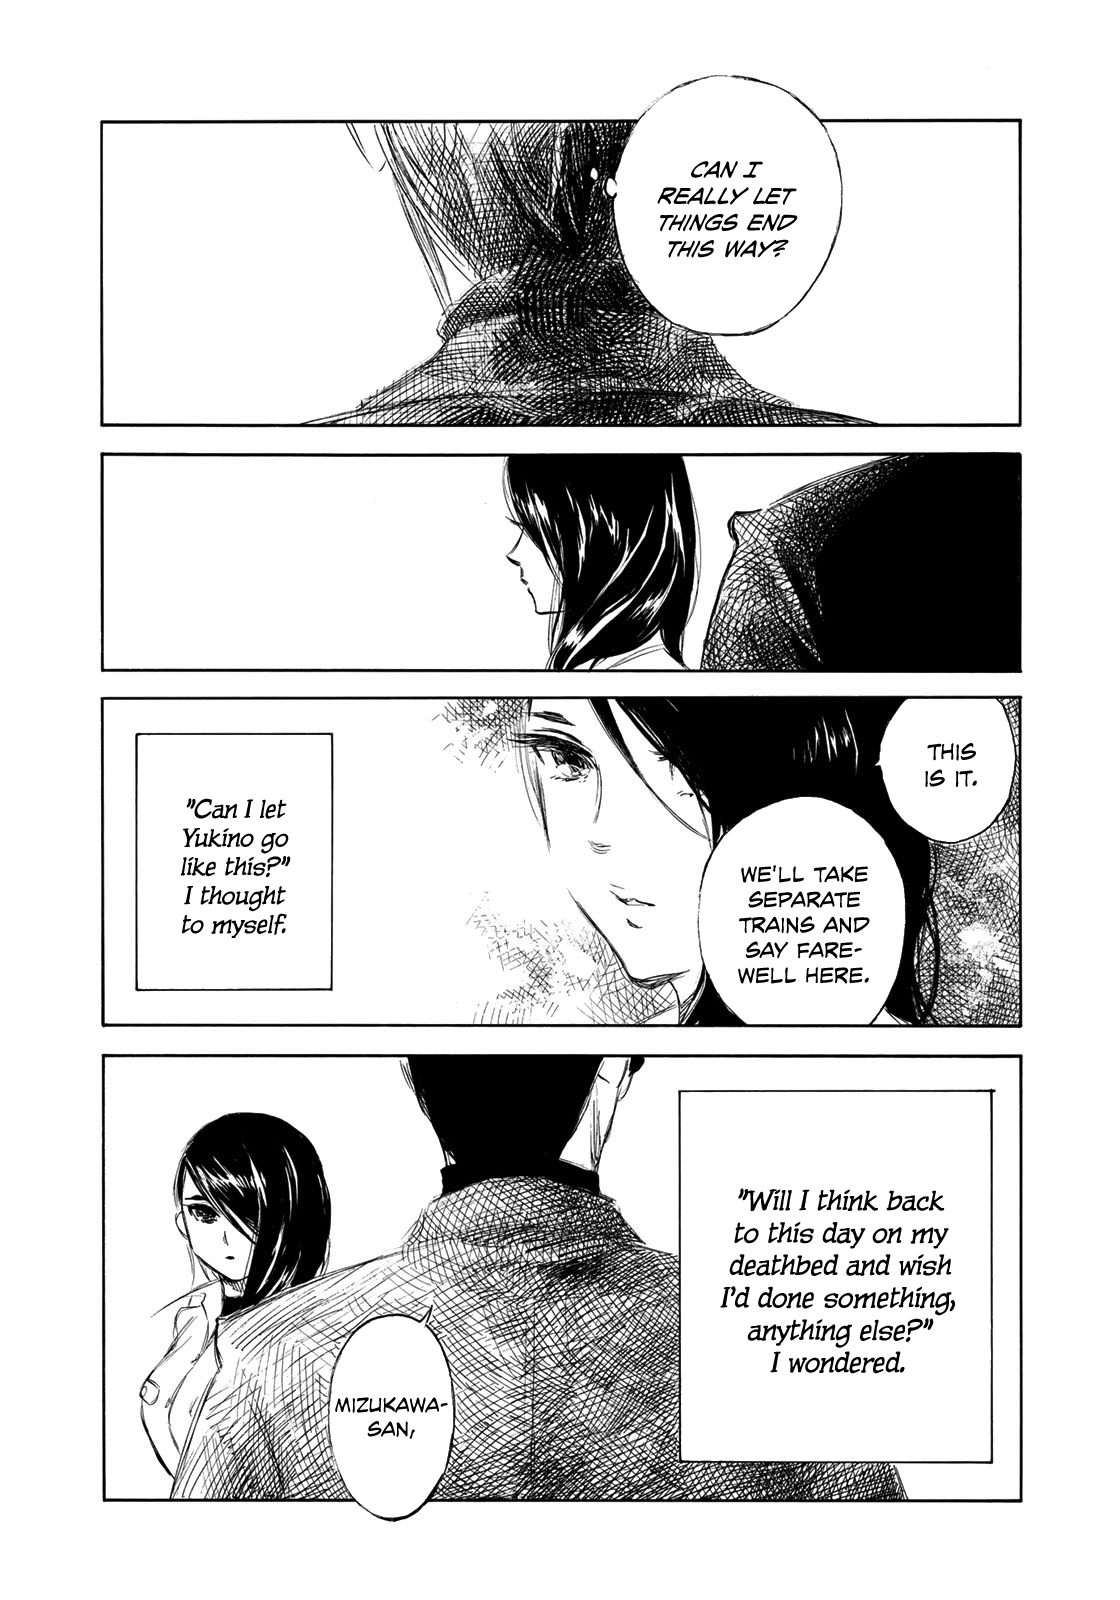 CAN I
REALLY LET
THINGS END
THIS WAY?
THIS
IS IT.
WE'LL TAKE
SEPARATE
TRAINS AND
SAY FARE-
WELL HERE.
"Can I let
Yukino go
like this?"
I thought
to myself.
"Will I think back
to this day on my
deathbed and wish
I'd done something,
anything else?"
I wondered.
MIZUKAWA-
SAN,